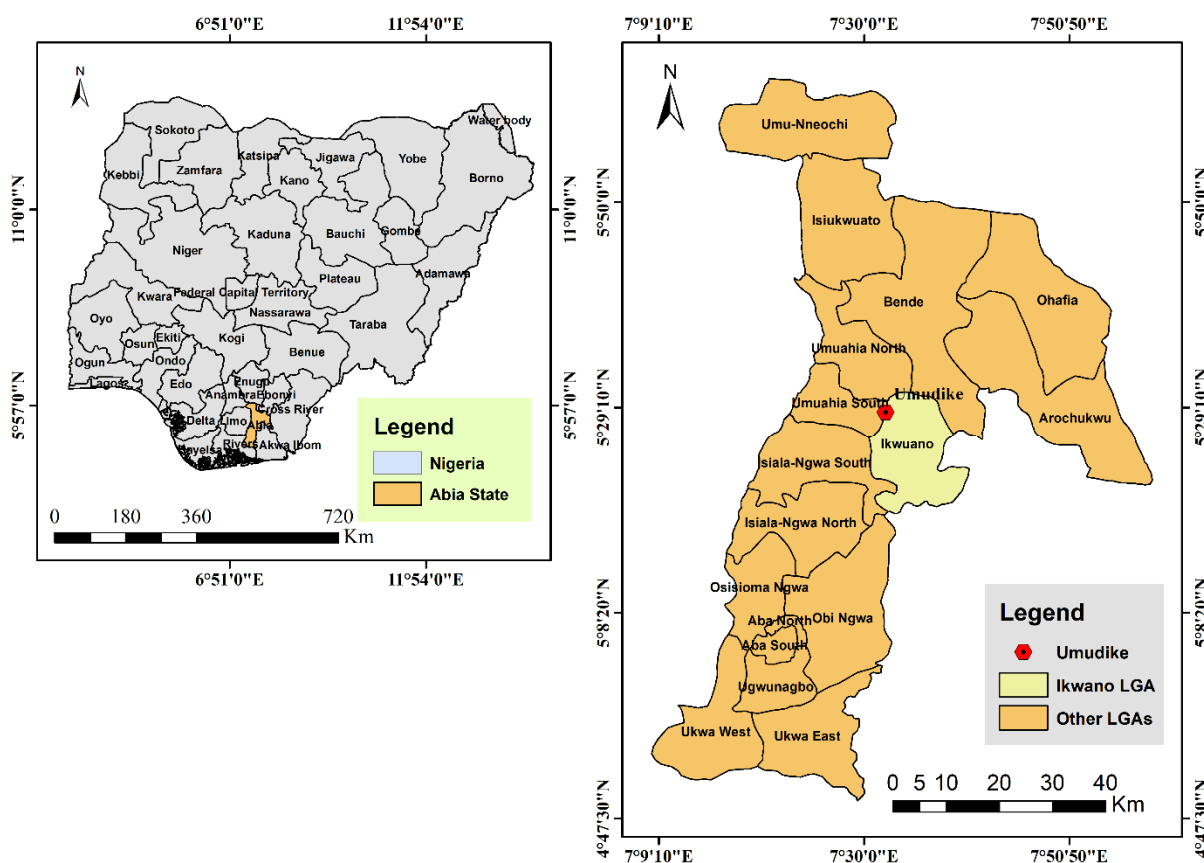 6°51'0"E 11°54'0"E
N
Water body
Sokoto
Katsina
Jigawa
Yobe
Zamfara
Kebbi
Kano
Borno
11°0'0"N 11°0'0"N
Niger
Kaduna
Bauchi
Gombe
Adamawa
Plateau
Kwara
Federal Capital Territory
Nassarawa
Oyo
Taraba
Ekiti
Osun
Kogi
Benue
Ondo
Ogun
Lagos
Edo
Enugu
Anambra
Ebonyi
Cross River
5°57'0"N 5°57'0"N
Delta
Imo
Abia
Rivers
Akwa Ibom
Bayelsa
Legend
Nigeria
Abia State
0 180 360 720
Km
6°51'0"E 11°54'0"E
7°9'10"E 7°30'0"E 7°50'50"E
N
Umu-Nneochi
5°50'0"N 5°50'0"N
Isiukwuato
Bende
Ohafia
Umuahia North
Umudike
Umuahia South
5°29'10"N 5°29'10"N
Arochukwu
Ikwuano
Isiala-Ngwa South
Isiala-Ngwa North
Osisioma Ngwa
5°8'20"N 5°8'20"N
Aba North
Obi Ngwa
Aba South
Ugwunagbo
Ukwa West
Ukwa East
Legend
Umudike
Ikwano LGA
Other LGAs
0 5 10 20 30 40
Km
4°47'30"N 4°47'30"N
7°9'10"E 7°30'0"E 7°50'50"E